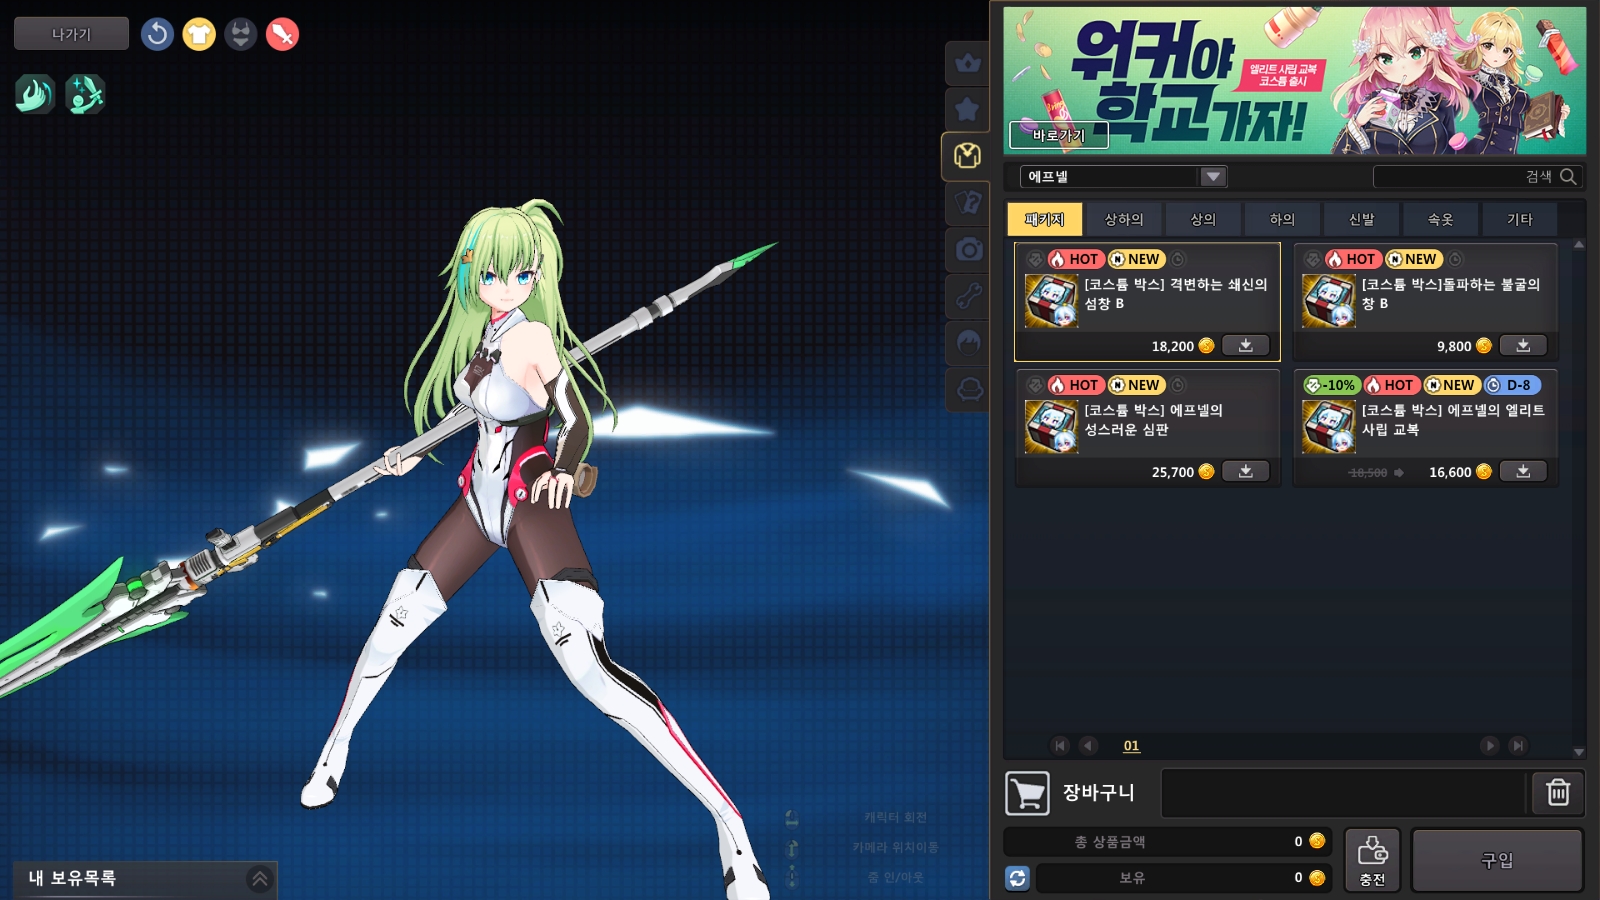 나가기
위커야
학교가자!
엘리트 사립 교복
코스튬 출시
바로가기
에프넬
검색
패키지
상하의
상의
하의
신발
속옷
기타
HOT
NEW
[코스튬 박스] 격변하는 쇄신의
섬창 B
18,200
HOT
NEW
[코스튬 박스]돌파하는 불굴의
창 B
9,800
HOT
NEW
[코스튬 박스] 에프넬의
성스러운 심판
25,700
-10%
HOT
NEW
D-8
[코스튬 박스] 에프넬의 엘리트
사립 교복
18,500
16,600
01
장바구니
총 상품금액
0
보유
0
충전
구입
캐릭터 회전
카메라 위치이동
줌 인/아웃
내 보유목록